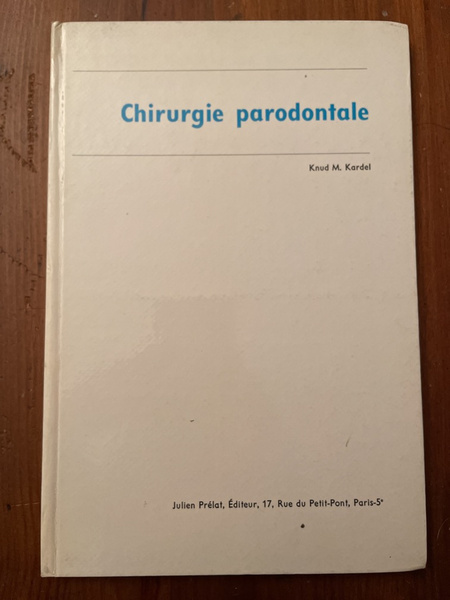 Chirurgie parodontale
Knud M. Kardel
Julien Prélat, Éditeur, 17, Rue du Petit-Pont, Paris-5ᵉ